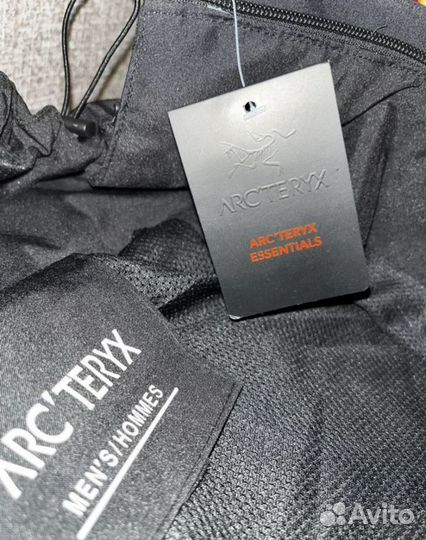 ARC'TERYX
ARC'TERYX
ESSENTIALS
ARC'TERYX
MEN'S/HOMMES
Avito